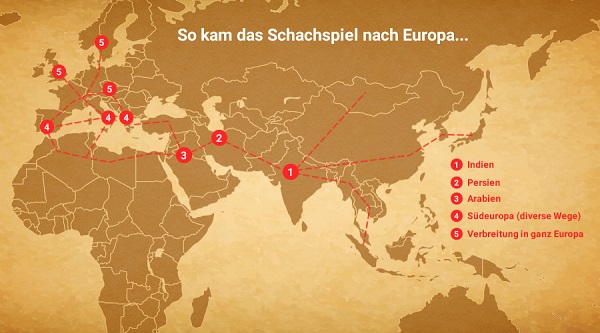 So kam das Schachspiel nach Europa...
5
5
5
4
4
4
3
2
1
1 Indien
2 Persien
3 Arabien
4 Südeuropa (diverse Wege)
5 Verbreitung in ganz Europa